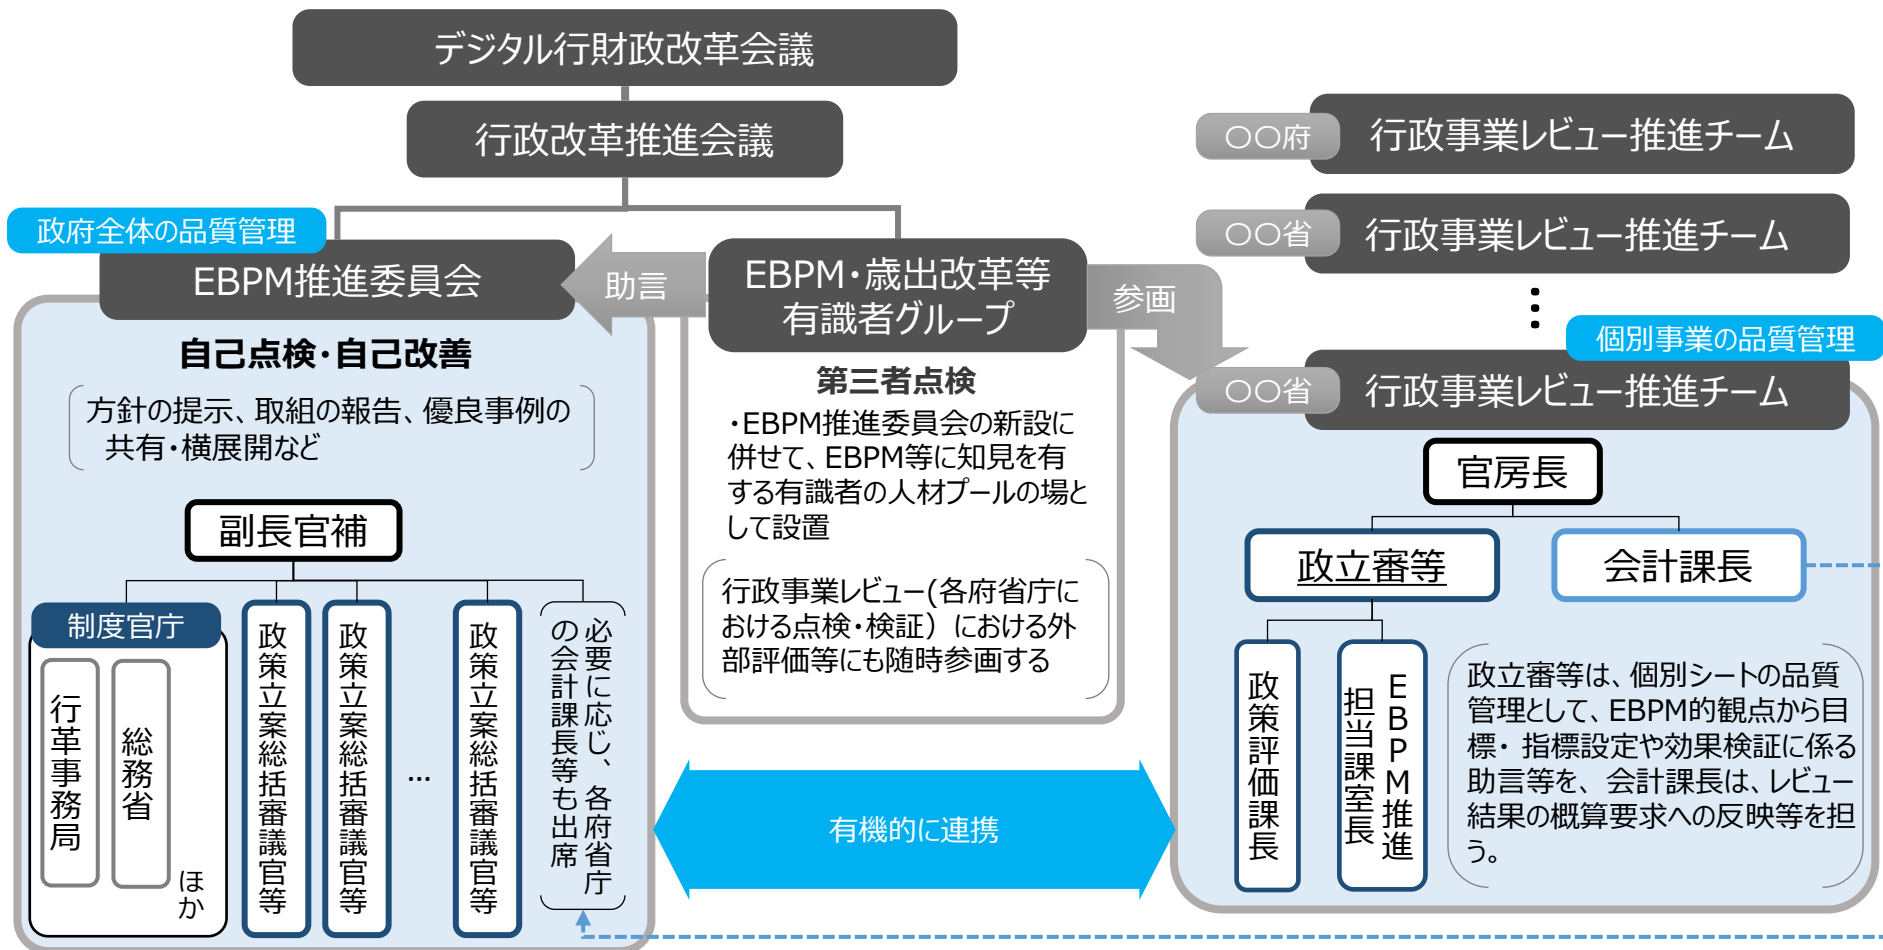 デジタル行財政改革会議
行政改革推進会議
政府全体の品質管理
EBPM推進委員会
助言
EBPM・歳出改革等
有識者グループ
参画
〇〇府
行政事業レビュー推進チーム
〇〇省
行政事業レビュー推進チーム
⋮
個別事業の品質管理
〇〇省
行政事業レビュー推進チーム
自己点検・自己改善
方針の提示、取組の報告、優良事例の
共有・横展開など
副長官補
制度官庁
行革事務局
総務省
ほか
政策立案総括審議官等
政策立案総括審議官等
…
政策立案総括審議官等
必要に応じ、各府省庁
の会計課長等も出席
第三者点検
・EBPM推進委員会の新設に
併せて、EBPM等に知見を有
する有識者の人材プールの場と
して設置
行政事業レビュー(各府省庁に
おける点検・検証）における外
部評価等にも随時参画する
有機的に連携
官房長
政立審等
会計課長
政策評価課長
EBPM推進
担当課室長
政立審等は、個別シートの品質
管理として、EBPM的観点から目
標・ 指標設定や効果検証に係る
助言等を、 会計課長は、レビュー
結果の概算要求への反映等を担
う。